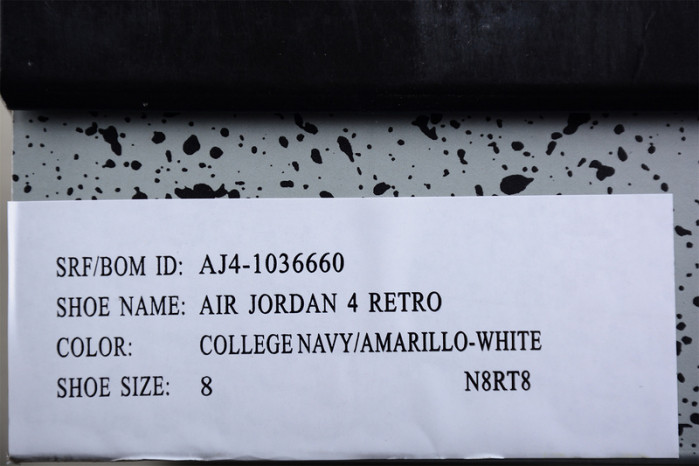 SRF/BOM ID: AJ4-1036660
SHOE NAME: AIR JORDAN 4 RETRO
COLOR: COLLEGE NAVY/AMARILLO-WHITE
SHOE SIZE: 8 N8RT8